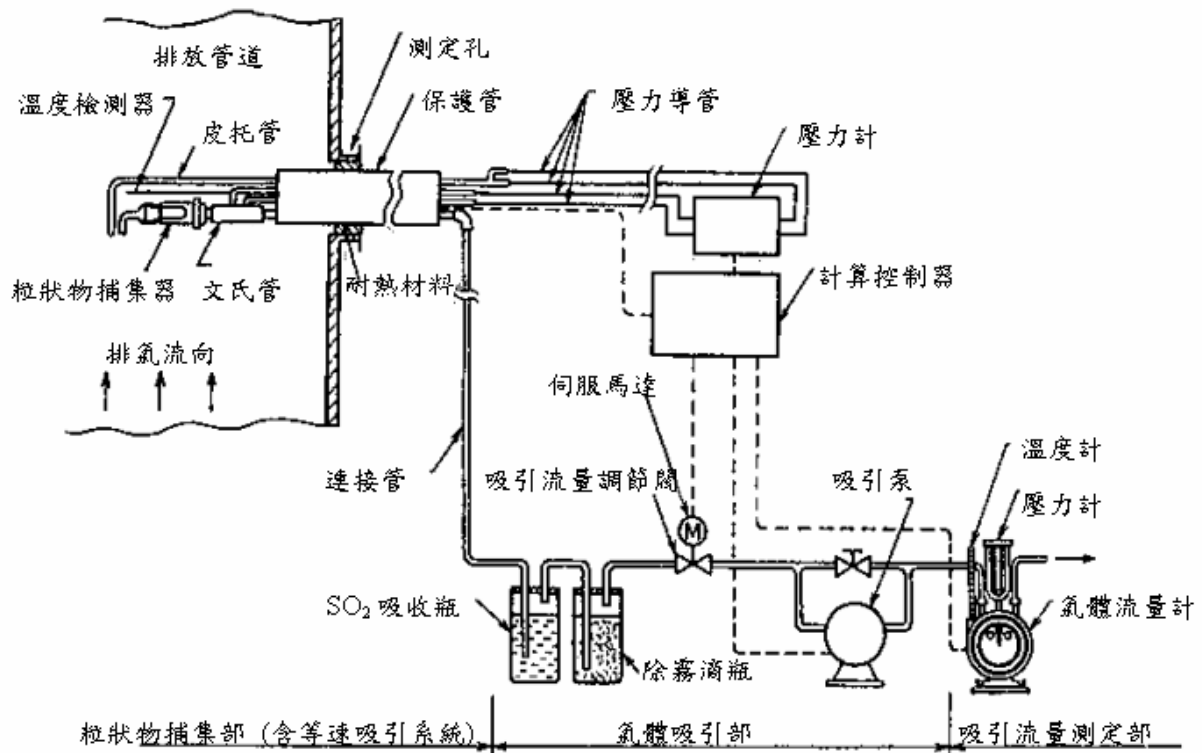 排放管道
測定孔
溫度檢測器
保護管
壓力導管
皮托管
壓力計
粒狀物捕集器
文氏管
耐熱材料
計算控制器
排氣流向
伺服馬達
連接管
吸引流量調節閥
吸引泵
溫度計
壓力計
M
SO₂吸收瓶
氣體流量計
除霧滴瓶
粒狀物捕集部 (含等速吸引系統)
氣體吸引部
吸引流量測定部